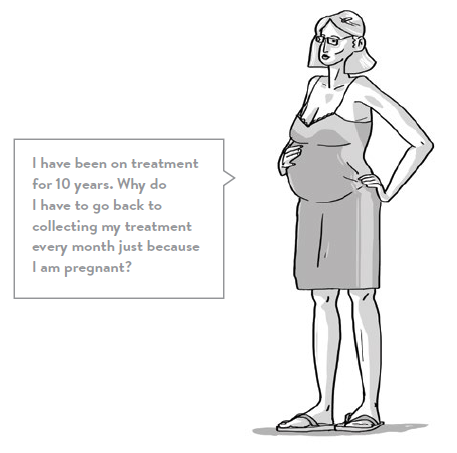 I have been on treatment
for 10 years. Why do
I have to go back to
collecting my treatment
every month just because
I am pregnant?